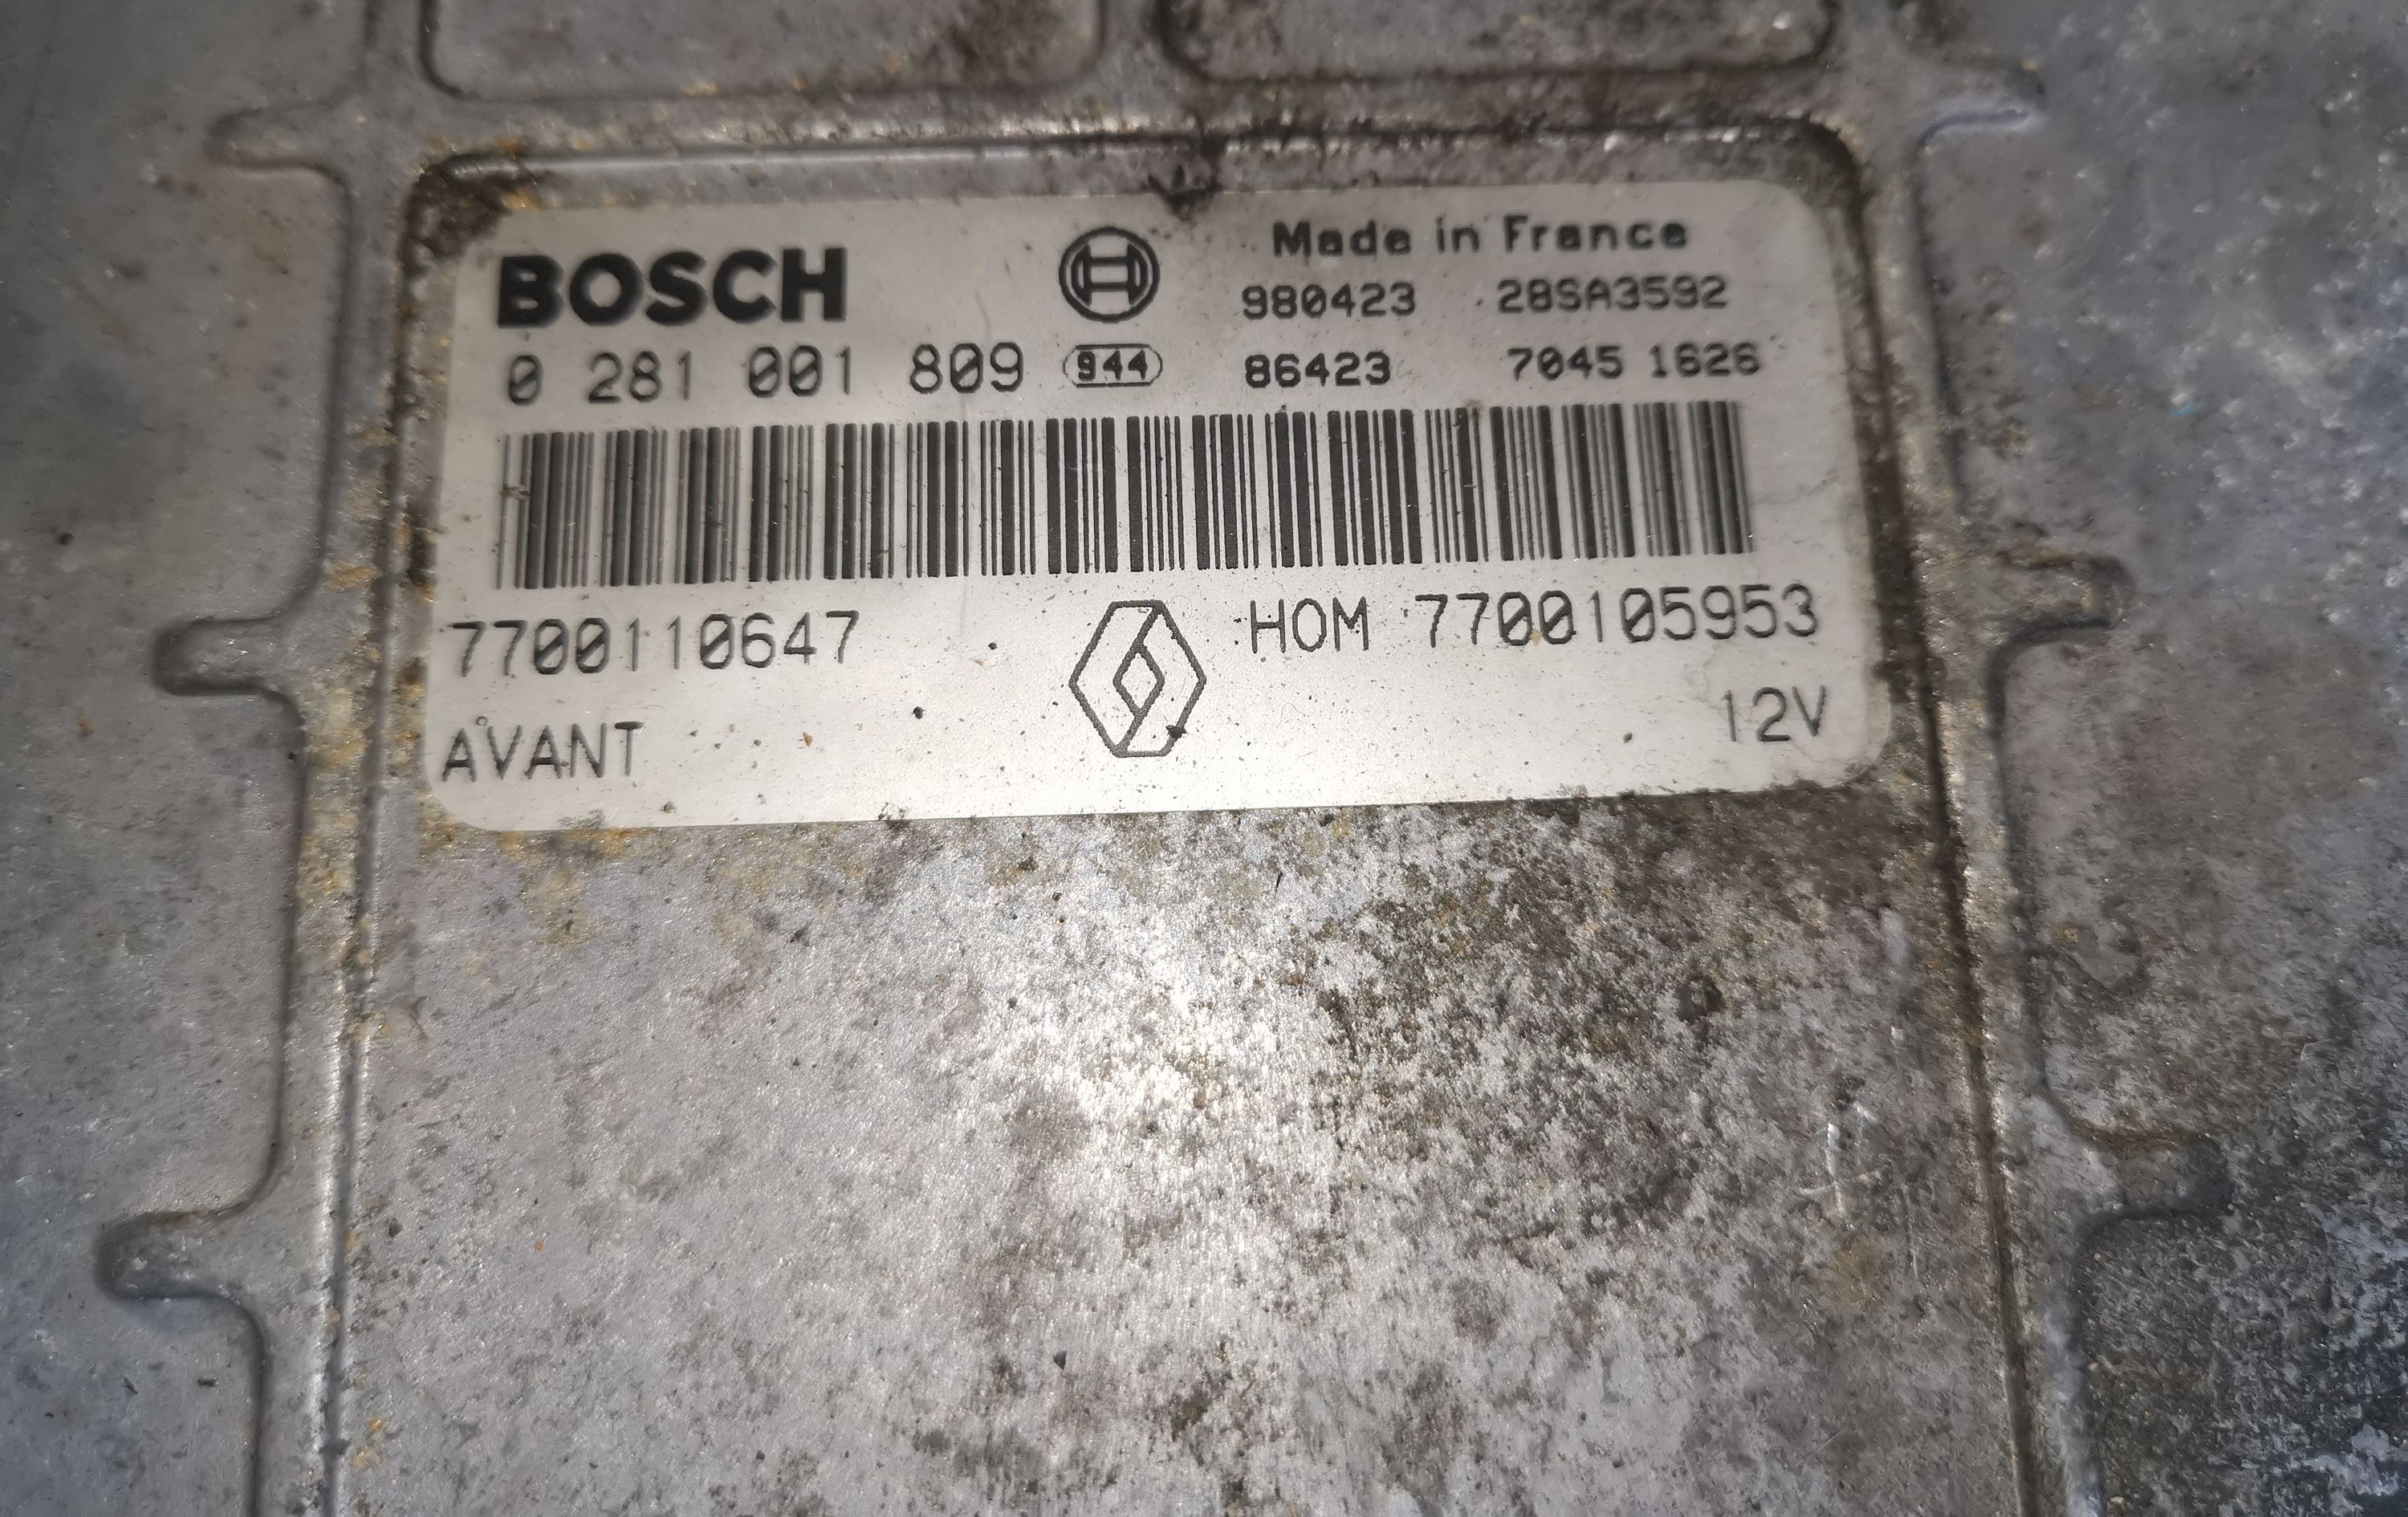 BOSCH
Made in France
980423 28SA3592
0 281 001 809 944 86423 7045 1626
7700110647 HOM 7700105953
AVANT 12V